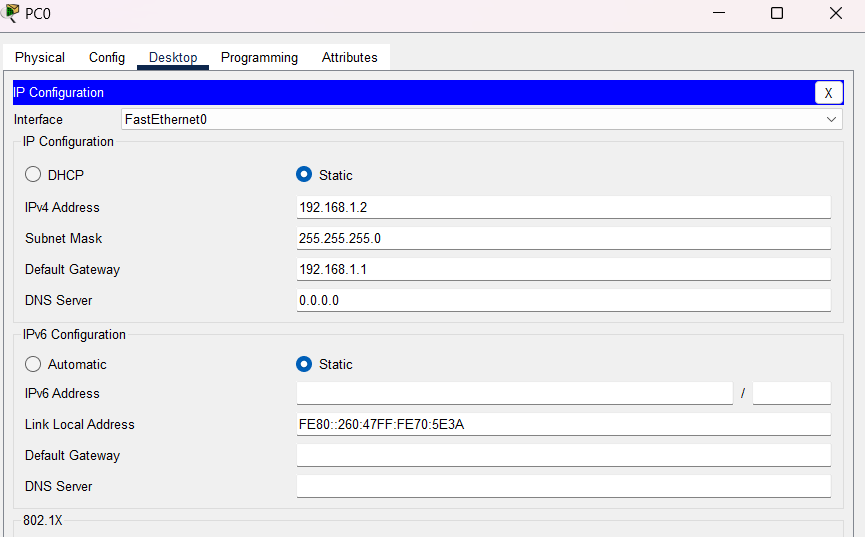 PC0
Physical Config Desktop Programming Attributes
IP Configuration X
Interface FastEthernet0
IP Configuration
DHCP Static
IPv4 Address 192.168.1.2
Subnet Mask 255.255.255.0
Default Gateway 192.168.1.1
DNS Server 0.0.0.0
IPv6 Configuration
Automatic Static
IPv6 Address /
Link Local Address FE80::260:47FF:FE70:5E3A
Default Gateway
DNS Server
802.1X